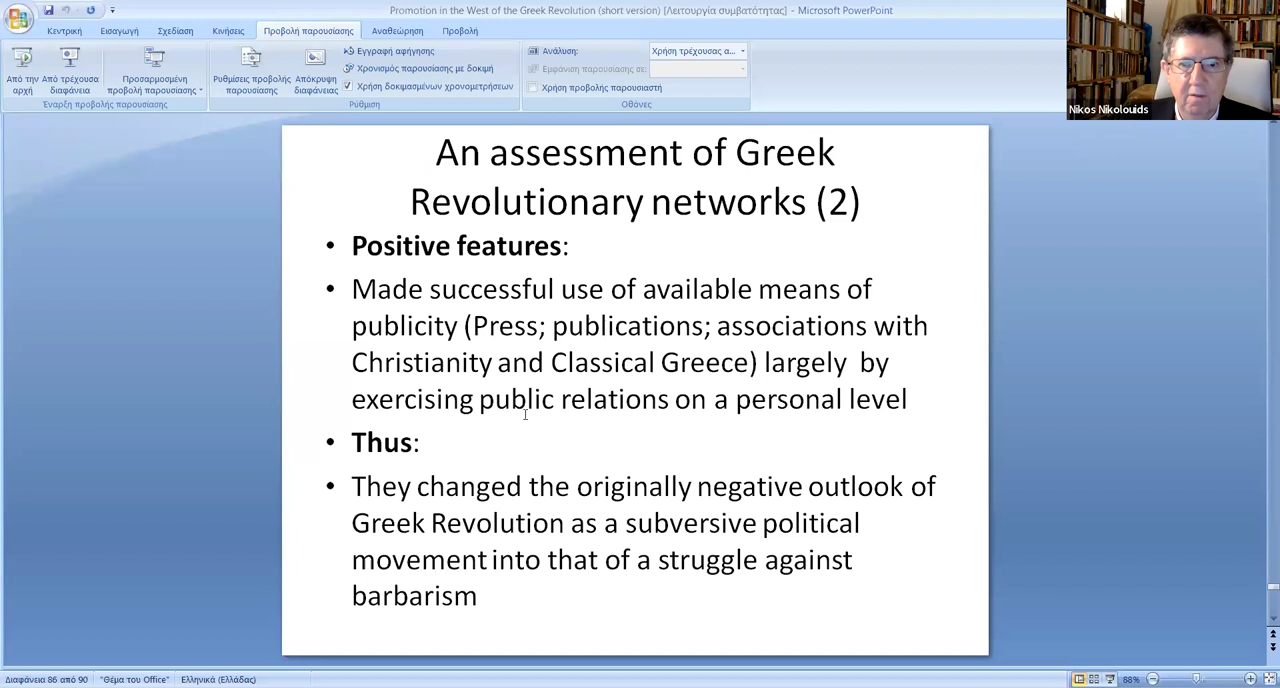 Promotion in the West of the Greek Revolution (short version) [Λειτουργία συμβατότητας] - Microsoft PowerPoint
Κεντρική Εισαγωγή Σχεδίαση Κινήσεις Προβολή παρουσίασης Αναθεώρηση Προβολή
Από την αρχή
Από τρέχουσα διαφάνεια
Προσαρμοσμένη προβολή παρουσίασης
Έναρξη προβολής παρουσίασης
Ρυθμίσεις προβολής παρουσίασης
Απόκρυψη διαφάνειας
Εγγραφή αφήγησης
Χρονισμός παρουσίασης με δοκιμή
Χρήση δοκιμασμένων χρονομετρήσεων
Ρύθμιση
Ανάλυση: Χρήση τρέχουσας α...
Εμφάνιση παρουσίασης σε:
Χρήση προβολής παρουσιαστή
Οθόνες
Nikos Nikolouids
An assessment of Greek
Revolutionary networks (2)
• Positive features:
• Made successful use of available means of
publicity (Press; publications; associations with
Christianity and Classical Greece) largely by
exercising public relations on a personal level
• Thus:
• They changed the originally negative outlook of
Greek Revolution as a subversive political
movement into that of a struggle against
barbarism
Διαφάνεια 86 από 90 "Θέμα του Office" Ελληνικά (Ελλάδας) 88%